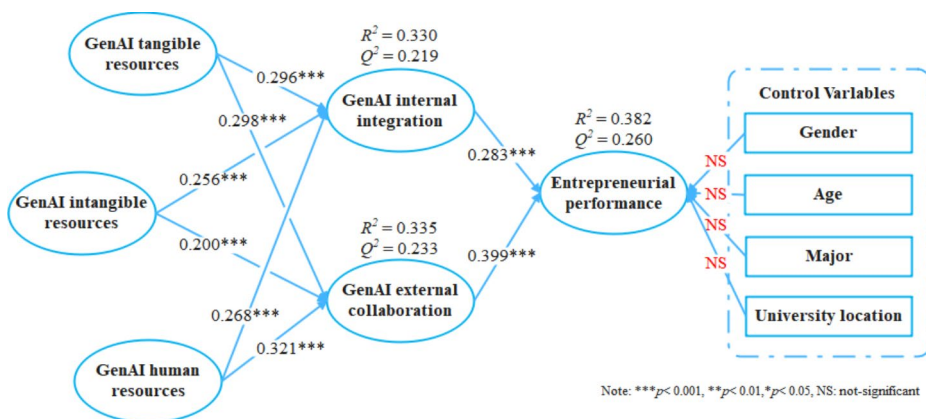 GenAI tangible
resources
GenAI intangible
resources
GenAI human
resources
0.296***
0.298***
0.256***
0.200***
0.268***
0.321***
R² = 0.330
Q² = 0.219
GenAI internal
integration
R² = 0.335
Q² = 0.233
GenAI external
collaboration
0.283***
0.399***
R² = 0.382
Q² = 0.260
Entrepreneurial
performance
NS
NS
NS
NS
Control Variables
Gender
Age
Major
University location
Note: ***p< 0.001, **p< 0.01,*p< 0.05, NS: not-significant